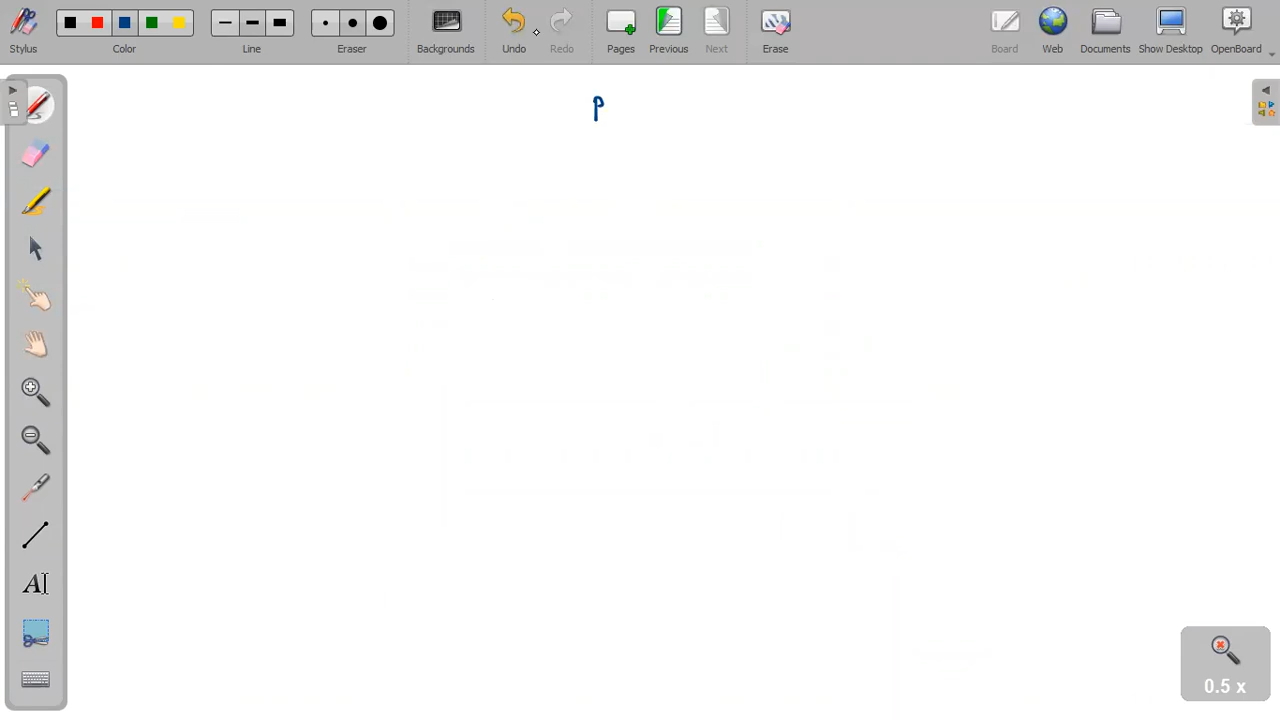 Stylus Color Line Eraser Backgrounds Undo Redo Pages Previous Next Erase Board Web Documents Show Desktop OpenBoard
P
A
0.5 x